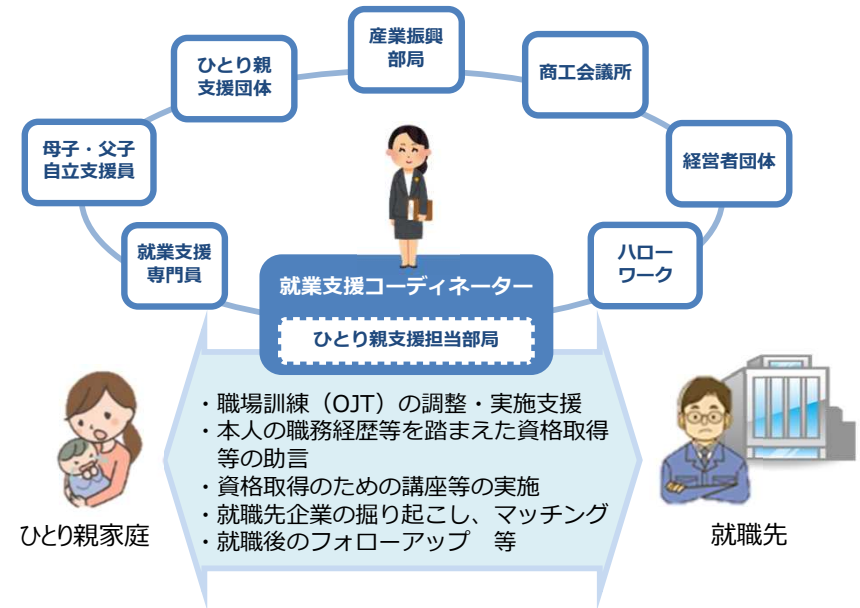 産業振興
部局
ひとり親
支援団体
商工会議所
母子・父子
自立支援員
経営者団体
就業支援
専門員
ハロー
ワーク
就業支援コーディネーター
ひとり親支援担当部局
・職場訓練（OJT）の調整・実施支援
・本人の職務経歴等を踏まえた資格取得
等の助言
・資格取得のための講座等の実施
・就職先企業の掘り起こし、マッチング
・就職後のフォローアップ　等
ひとり親家庭
就職先